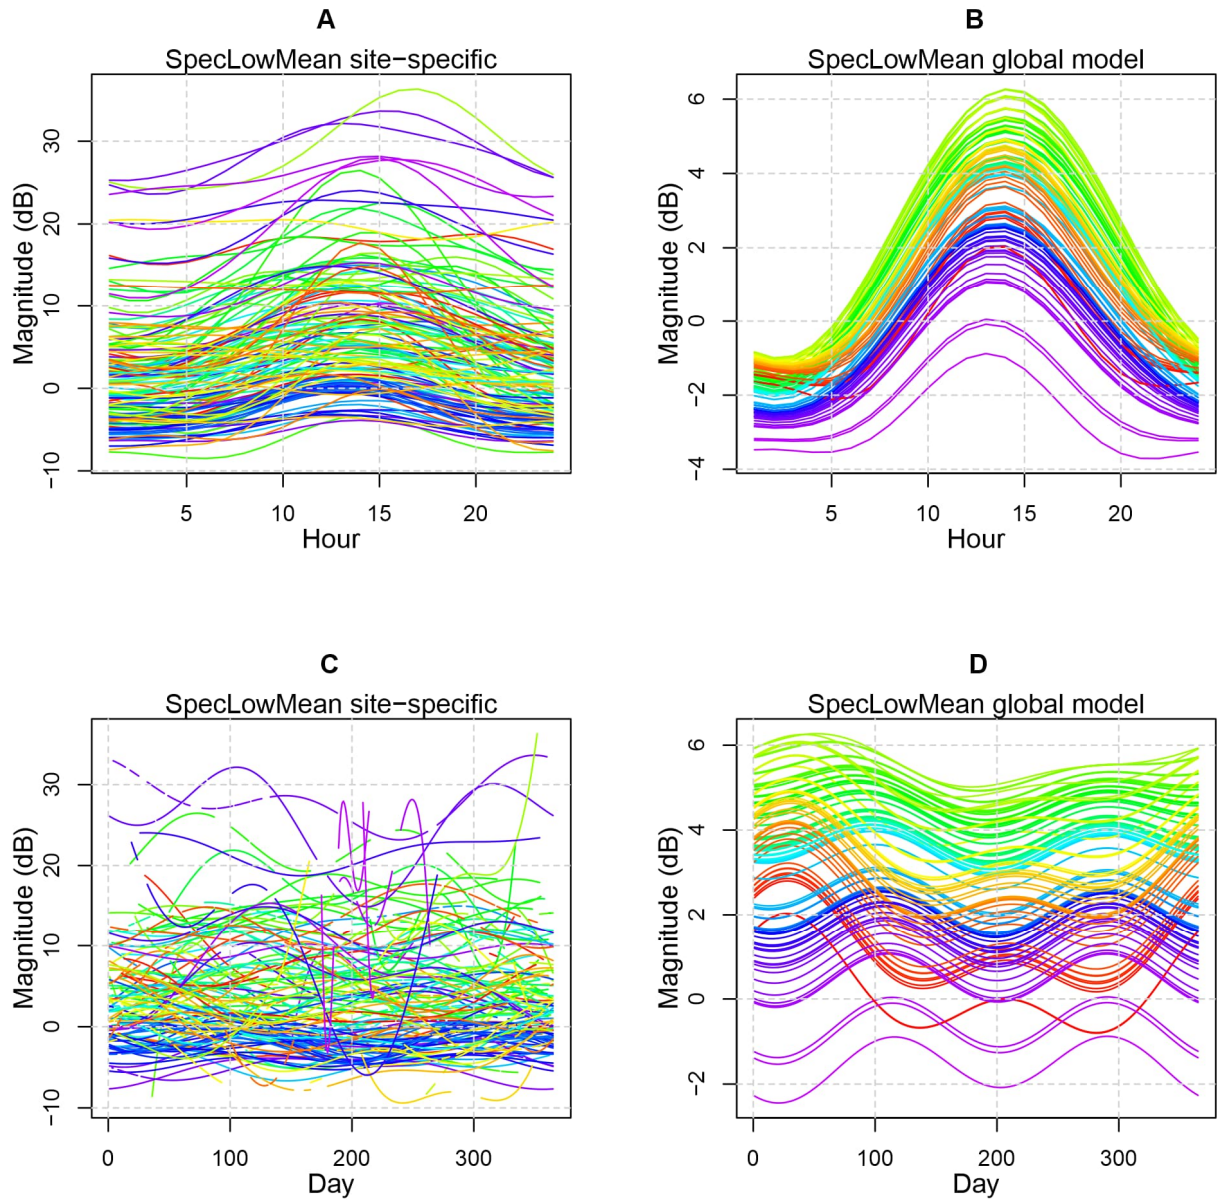 A
SpecLowMean site−specific
Magnitude (dB)
30
20
10
0
−10
5
10
15
20
Hour
B
SpecLowMean global model
Magnitude (dB)
6
4
2
0
−2
−4
5
10
15
20
Hour
C
SpecLowMean site−specific
Magnitude (dB)
30
20
10
0
−10
0
100
200
300
Day
D
SpecLowMean global model
Magnitude (dB)
6
4
2
0
−2
0
100
200
300
Day